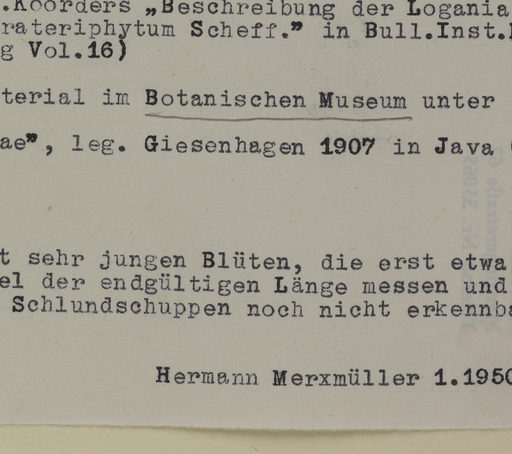 .Koorders „Beschreibung der Logania
rateriphytum Scheff.” in Bull.Inst.
g Vol.16)
terial im Botanischen Museum unter
ae”, leg. Giesenhagen 1907 in Java
t sehr jungen Blüten, die erst etwa
el der endgültigen Länge messen und
Schlundschuppen noch nicht erkennba
Hermann Merxmüller 1.1950